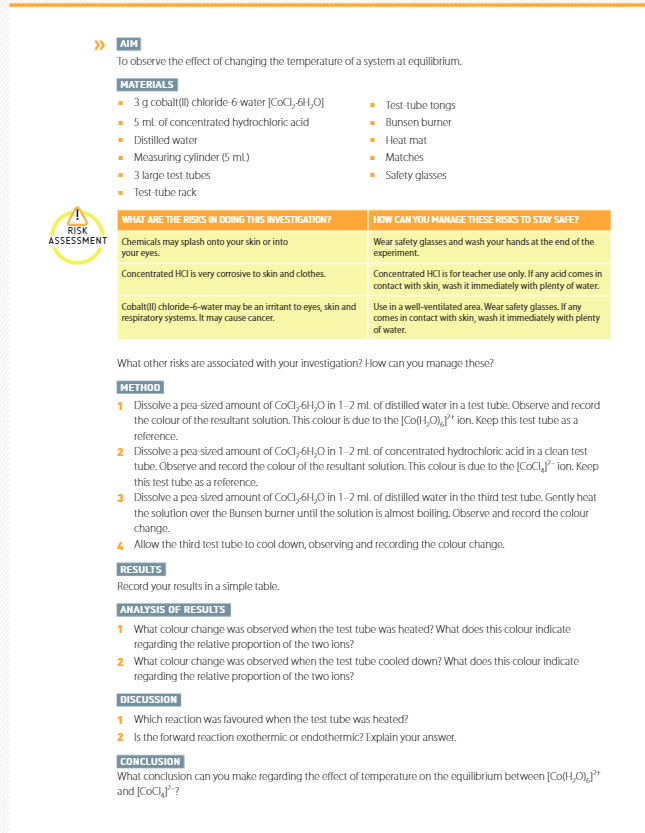 AIM
To observe the effect of changing the temperature of a system at equilibrium.
MATERIALS
3 g cobalt(II) chloride-6-water [CoCl₂·6H₂O]
5 mL of concentrated hydrochloric acid
Distilled water
Measuring cylinder (5 mL)
3 large test tubes
Test-tube rack
Test-tube tongs
Bunsen burner
Heat mat
Matches
Safety glasses
!
RISK
ASSESSMENT
WHAT ARE THE RISKS IN DOING THIS INVESTIGATION?
HOW CAN YOU MANAGE THESE RISKS TO STAY SAFE?
Chemicals may splash onto your skin or into
your eyes.
Wear safety glasses and wash your hands at the end of the
experiment.
Concentrated HCl is very corrosive to skin and clothes.
Concentrated HCl is for teacher use only. If any acid comes in
contact with skin, wash it immediately with plenty of water.
Cobalt(II) chloride-6-water may be an irritant to eyes, skin and
respiratory systems. It may cause cancer.
Use in a well-ventilated area. Wear safety glasses. If any
comes in contact with skin, wash it immediately with plenty
of water.
What other risks are associated with your investigation? How can you manage these?
METHOD
1 Dissolve a pea-sized amount of CoCl₂·6H₂O in 1–2 mL of distilled water in a test tube. Observe and record
the colour of the resultant solution. This colour is due to the [Co(H₂O)₆]²⁺ ion. Keep this test tube as a
reference.
2 Dissolve a pea-sized amount of CoCl₂·6H₂O in 1–2 mL of concentrated hydrochloric acid in a clean test
tube. Observe and record the colour of the resultant solution. This colour is due to the [CoCl₄]²⁻ ion. Keep
this test tube as a reference.
3 Dissolve a pea-sized amount of CoCl₂·6H₂O in 1–2 mL of distilled water in the third test tube. Gently heat
the solution over the Bunsen burner until the solution is almost boiling. Observe and record the colour
change.
4 Allow the third test tube to cool down, observing and recording the colour change.
RESULTS
Record your results in a simple table.
ANALYSIS OF RESULTS
1 What colour change was observed when the test tube was heated? What does this colour indicate
regarding the relative proportion of the two ions?
2 What colour change was observed when the test tube cooled down? What does this colour indicate
regarding the relative proportion of the two ions?
DISCUSSION
1 Which reaction was favoured when the test tube was heated?
2 Is the forward reaction exothermic or endothermic? Explain your answer.
CONCLUSION
What conclusion can you make regarding the effect of temperature on the equilibrium between [Co(H₂O)₆]²⁺
and [CoCl₄]²⁻?